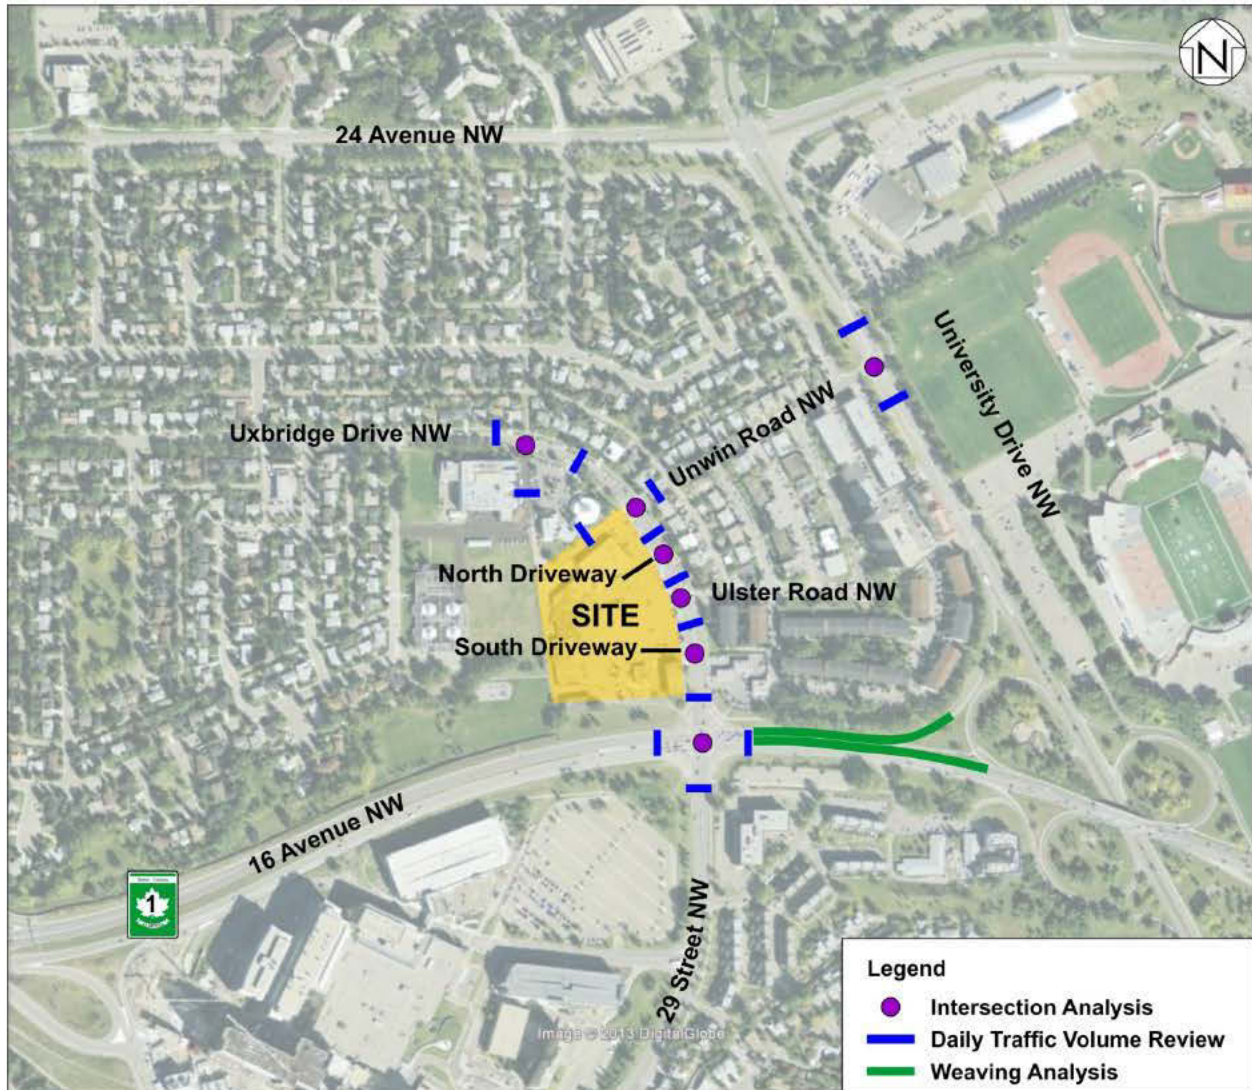 N
24 Avenue NW
University Drive NW
Unwin Road NW
Uxbridge Drive NW
North Driveway
Ulster Road NW
SITE
South Driveway
16 Avenue NW
1
29 Street NW
Image © 2013 DigitalGlobe
Legend
Intersection Analysis
Daily Traffic Volume Review
Weaving Analysis